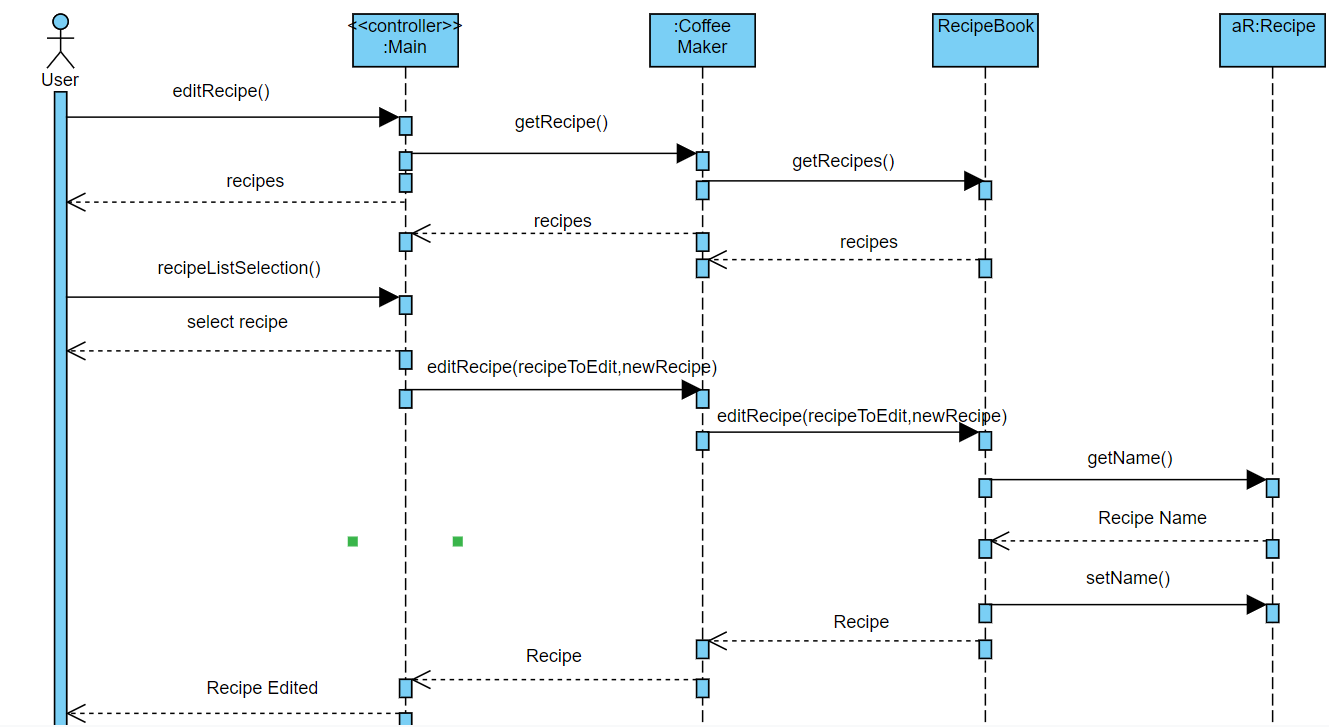 <<controller>>
:Main
:Coffee
Maker
RecipeBook
aR:Recipe
User
editRecipe()
getRecipe()
getRecipes()
recipes
recipes
recipes
recipeListSelection()
select recipe
editRecipe(recipeToEdit,newRecipe)
editRecipe(recipeToEdit,newRecipe)
getName()
Recipe Name
setName()
Recipe
Recipe
Recipe Edited